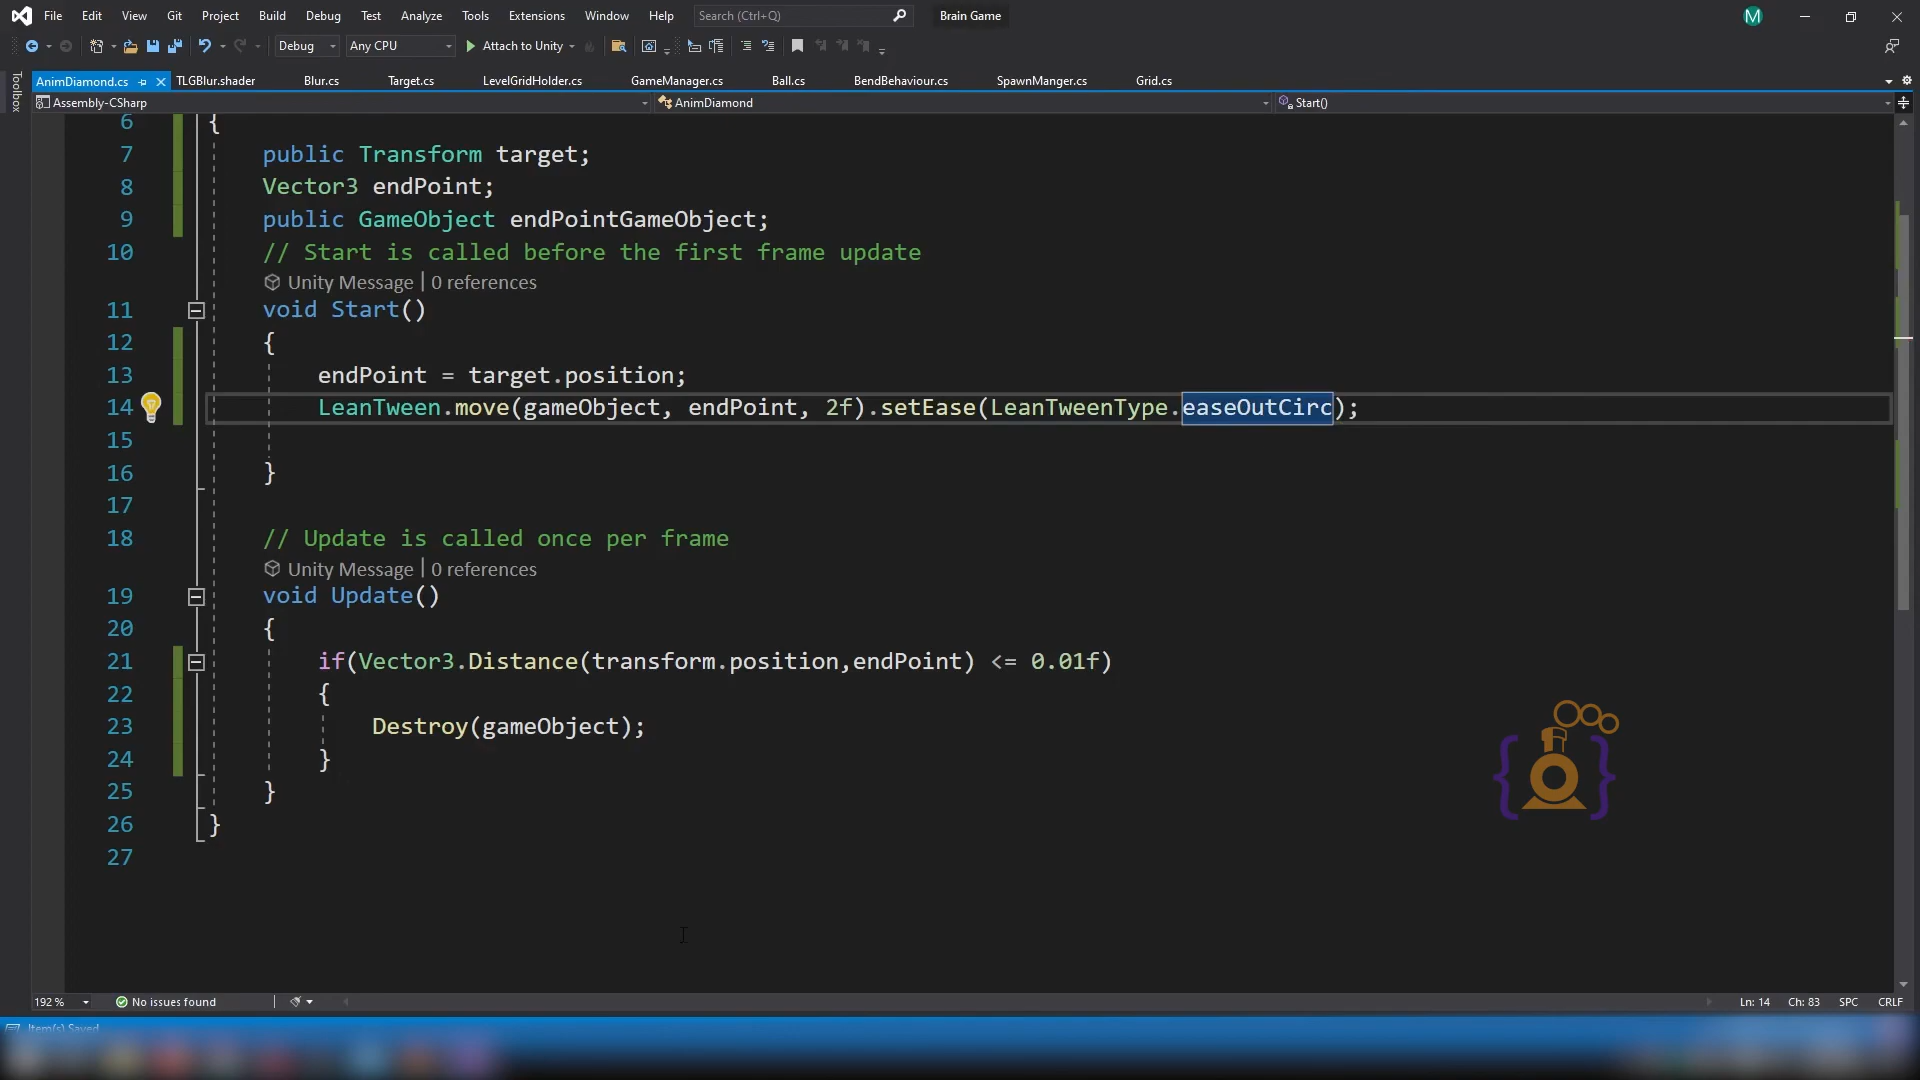 File Edit View Git Project Build Debug Test Analyze Tools Extensions Window Help Search (Ctrl+Q) Brain Game M
Debug Any CPU Attach to Unity
Toolbox
AnimDiamond.cs TLGBlur.shader Blur.cs Target.cs LevelGridHolder.cs GameManager.cs Ball.cs BendBehaviour.cs SpawnManger.cs Grid.cs
Assembly-CSharp AnimDiamond Start()
6 {
7 public Transform target;
8 Vector3 endPoint;
9 public GameObject endPointGameObject;
10 // Start is called before the first frame update
Unity Message | 0 references
11 void Start()
12 {
13 endPoint = target.position;
14 LeanTween.move(gameObject, endPoint, 2f).setEase(LeanTweenType.easeOutCirc);
15
16 }
17
18 // Update is called once per frame
Unity Message | 0 references
19 void Update()
20 {
21 if(Vector3.Distance(transform.position,endPoint) <= 0.01f)
22 {
23 Destroy(gameObject);
24 }
25 }
26 }
27
192 % No issues found Ln: 14 Ch: 83 SPC CRLF
Item(s) Saved